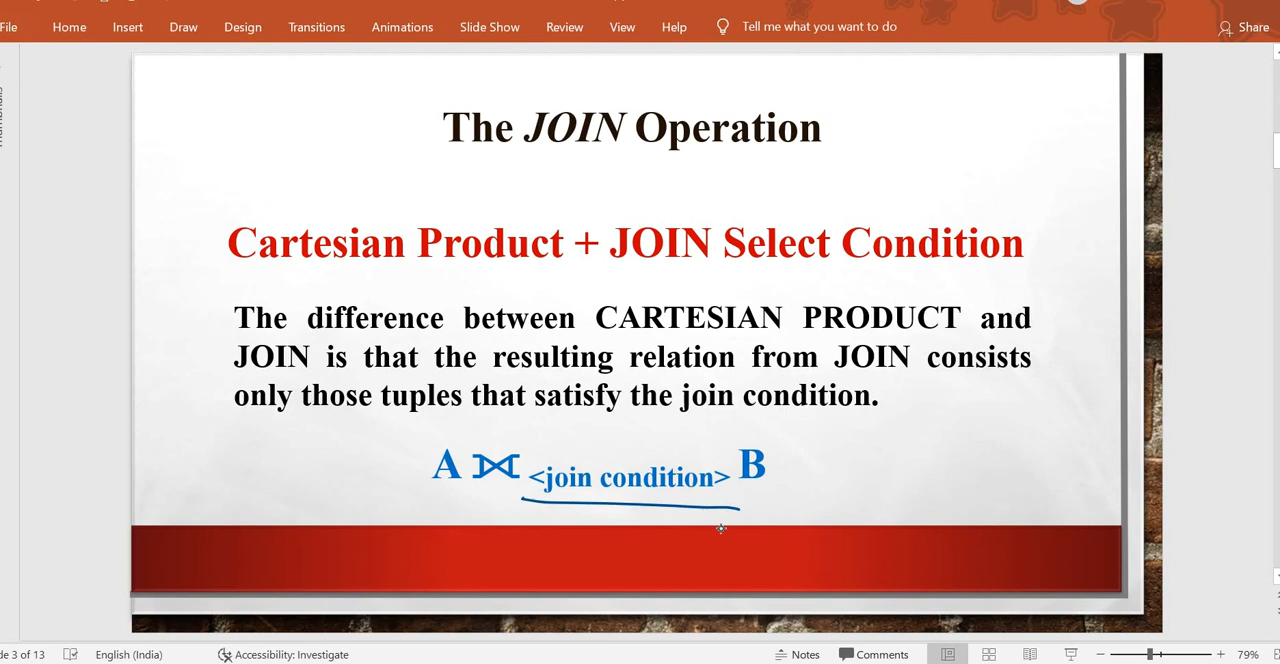 File Home Insert Draw Design Transitions Animations Slide Show Review View Help Tell me what you want to do Share
The JOIN Operation
Cartesian Product + JOIN Select Condition
The difference between CARTESIAN PRODUCT and
JOIN is that the resulting relation from JOIN consists
only those tuples that satisfy the join condition.
A ⋈ <join condition> B
3 of 13 English (India) Accessibility: Investigate Notes Comments 79%